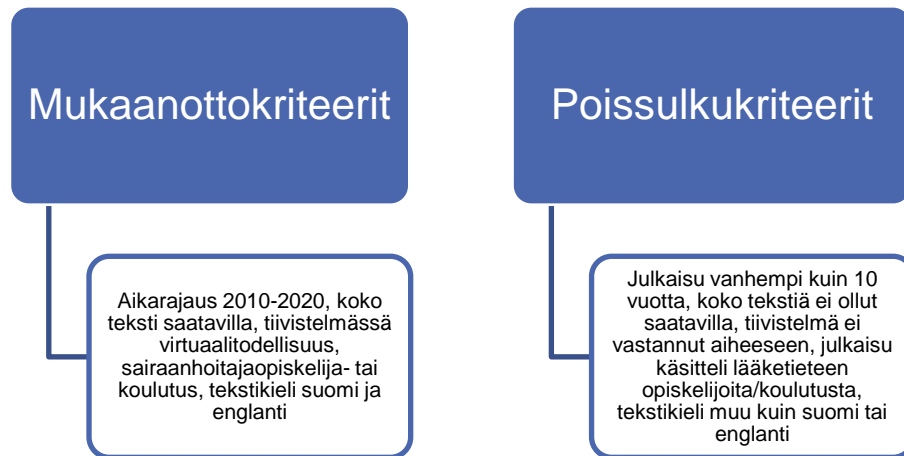 Mukaanottokriteerit
Aikarajaus 2010-2020, koko
teksti saatavilla, tiivistelmässä
virtuaalitodellisuus,
sairaanhoitajaopiskelija- tai
koulutus, tekstikieli suomi ja
englanti
Poissulkukriteerit
Julkaisu vanhempi kuin 10
vuotta, koko tekstiä ei ollut
saatavilla, tiivistelmä ei
vastannut aiheeseen, julkaisu
käsitteli lääketieteen
opiskelijoita/koulutusta,
tekstikieli muu kuin suomi tai
englanti